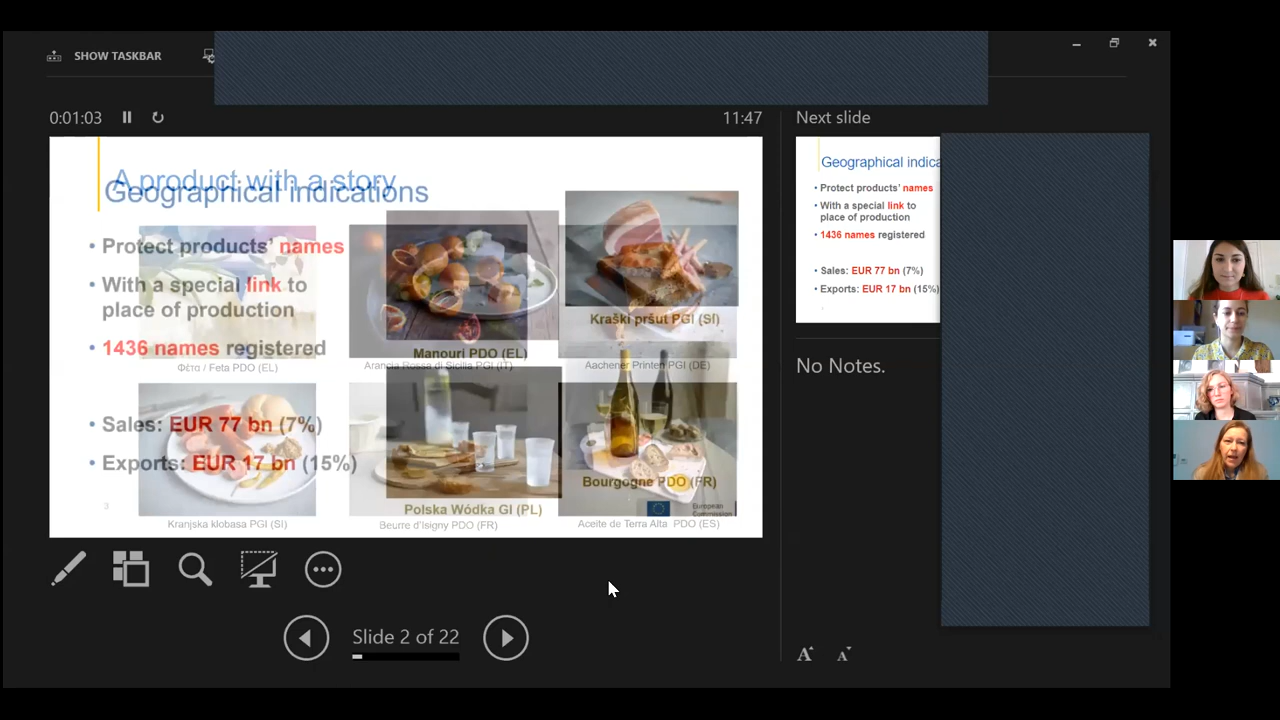 SHOW TASKBAR
0:01:03
11:47
Next slide
A product with a story
Geographical indications
• Protect products' names
• With a special link to
place of production
• 1436 names registered
• Sales: EUR 77 bn (7%)
• Exports: EUR 17 bn (15%)
3
Φέτα / Feta PDO (EL)
Manouri PDO (EL)
Arancia Rossa di Sicilia PGI (IT)
Kraški pršut PGI (SI)
Aachener Printen PGI (DE)
Kranjska klobasa PGI (SI)
Polska Wódka GI (PL)
Beurre d'Isigny PDO (FR)
Bourgogne PDO (FR)
European
Commission
Aceite de Terra Alta PDO (ES)
Geographical indica
• Protect products' names
• With a special link to
place of production
• 1436 names registered
• Sales: EUR 77 bn (7%)
• Exports: EUR 17 bn (15%)
No Notes.
Slide 2 of 22
A A